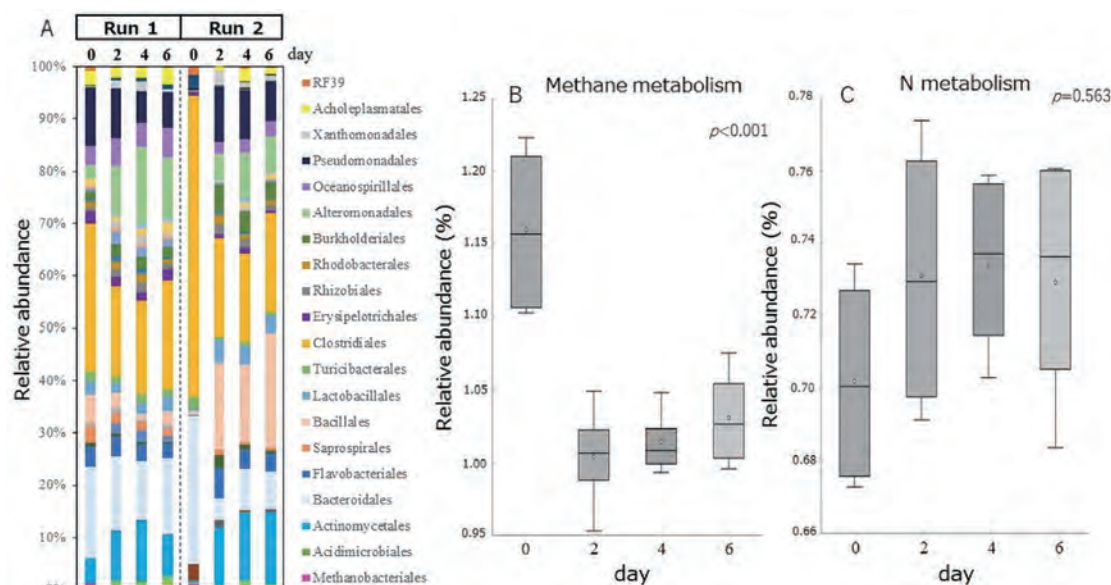 A
Run 1 Run 2
0 2 4 6 0 2 4 6 day
100%
90%
80%
70%
60%
50%
40%
30%
20%
10%
Relative abundance
RF39
Acholeplasmatales
Xanthomonadales
Pseudomonadales
Oceanospirillales
Alteromonadales
Burkholderiales
Rhodobacterales
Rhizobiales
Erysipelotrichales
Clostridiales
Turicibacterales
Lactobacillales
Bacillales
Saprospirales
Flavobacteriales
Bacteroidales
Actinomycetales
Acidimicrobiales
Methanobacteriales
B Methane metabolism
p<0.001
1.25
1.20
1.15
1.10
1.05
1.00
0.95
Relative abundance (%)
0 2 4 6
day
C N metabolism
p=0.563
0.78
0.76
0.74
0.72
0.70
0.68
0.66
Relative abundance (%)
0 2 4 6
day